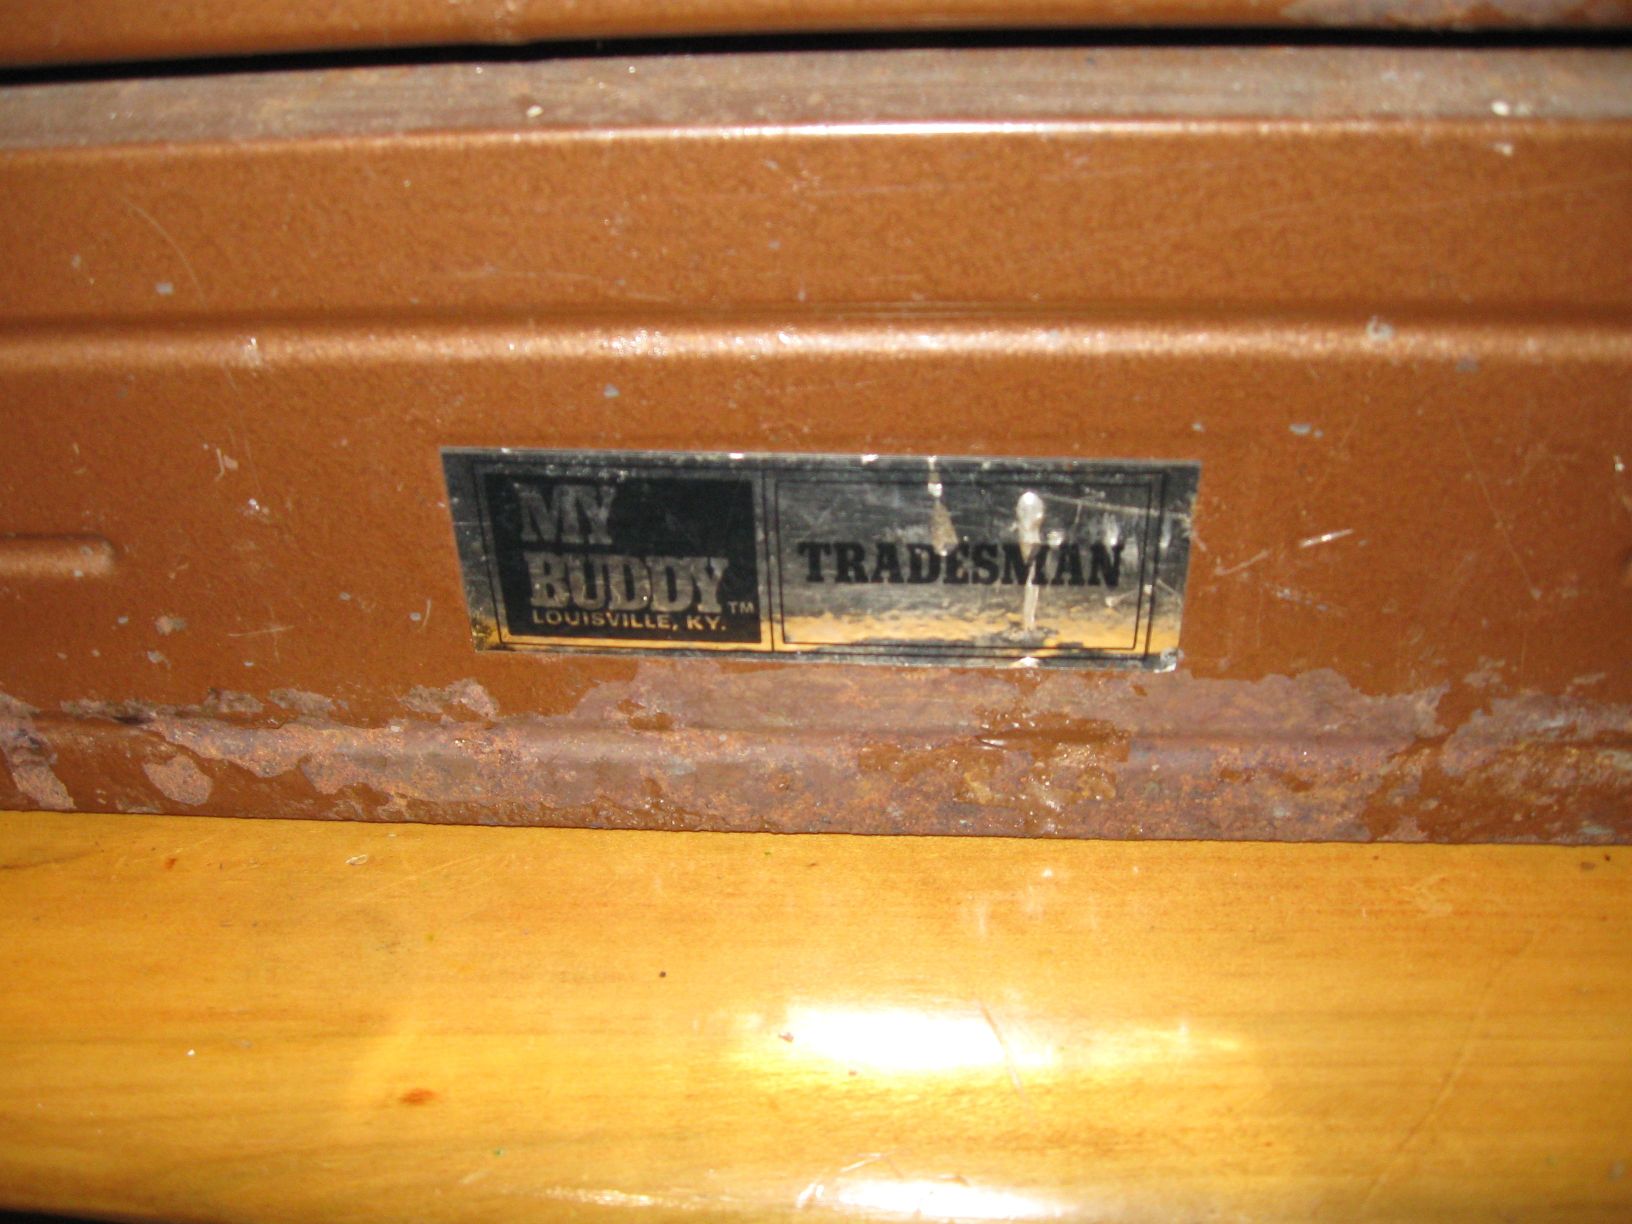 MY
BUDDY™
LOUISVILLE, KY.
TRADESMAN